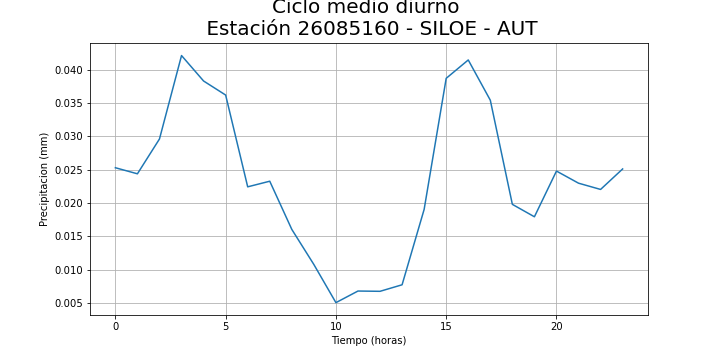 Ciclo medio diurno
Estación 26085160 - SILOE - AUT
0.040
0.035
0.030
0.025
0.020
0.015
0.010
0.005
Precipitacion (mm)
0 5 10 15 20
Tiempo (horas)